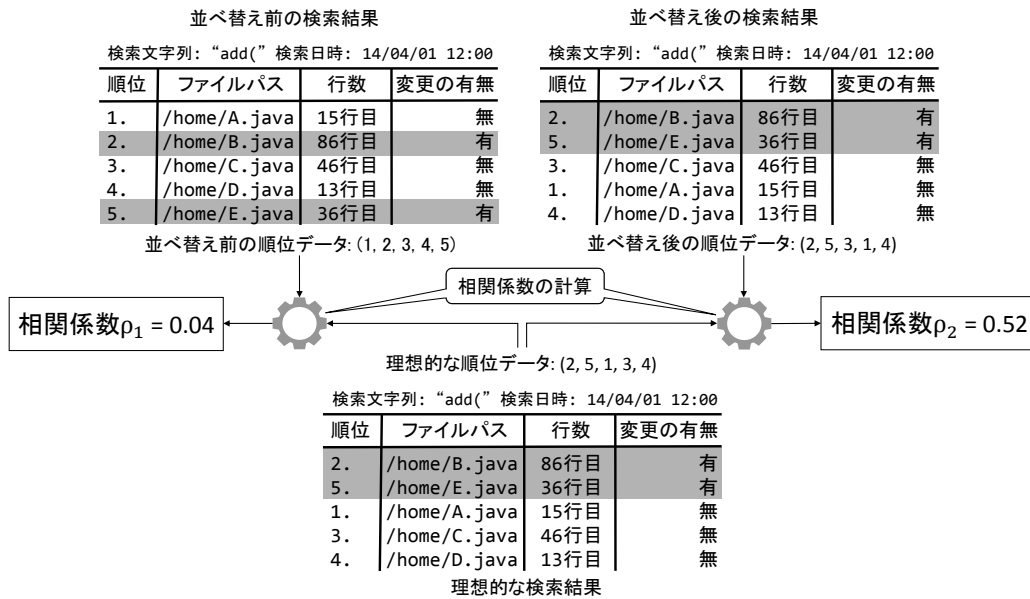 並べ替え前の検索結果
検索文字列: “add(” 検索日時: 14/04/01 12:00
順位 ファイルパス 行数 変更の有無
1. /home/A.java 15行目 無
2. /home/B.java 86行目 有
3. /home/C.java 46行目 無
4. /home/D.java 13行目 無
5. /home/E.java 36行目 有
並べ替え前の順位データ: (1, 2, 3, 4, 5)
並べ替え後の検索結果
検索文字列: “add(” 検索日時: 14/04/01 12:00
順位 ファイルパス 行数 変更の有無
2. /home/B.java 86行目 有
5. /home/E.java 36行目 有
3. /home/C.java 46行目 無
1. /home/A.java 15行目 無
4. /home/D.java 13行目 無
並べ替え後の順位データ: (2, 5, 3, 1, 4)
相関係数の計算
相関係数ρ₁ = 0.04
相関係数ρ₂ = 0.52
理想的な順位データ: (2, 5, 1, 3, 4)
検索文字列: “add(” 検索日時: 14/04/01 12:00
順位 ファイルパス 行数 変更の有無
2. /home/B.java 86行目 有
5. /home/E.java 36行目 有
1. /home/A.java 15行目 無
3. /home/C.java 46行目 無
4. /home/D.java 13行目 無
理想的な検索結果